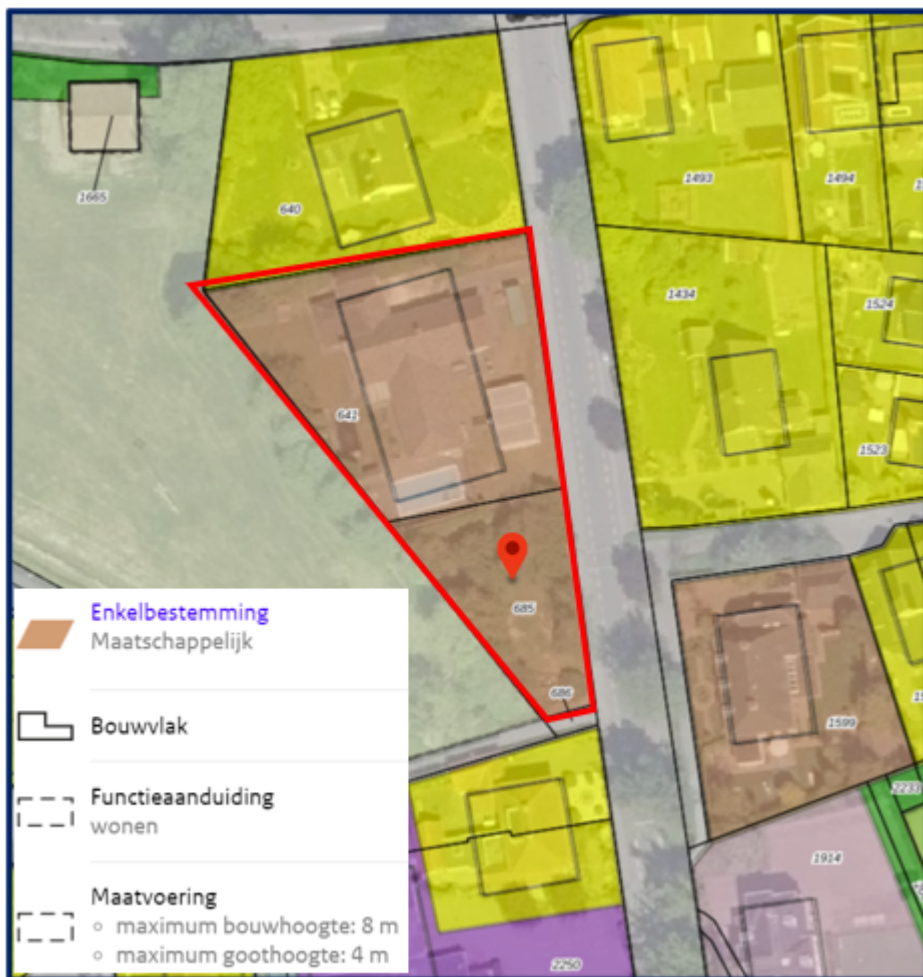 1665
640
1493
1494
1434
1524
641
1523
685
686
1599
2233
1914
2250
Enkelbestemming
Maatschappelijk
Bouwvlak
Functieaanduiding
wonen
Maatvoering
maximum bouwhoogte: 8 m
maximum goothoogte: 4 m